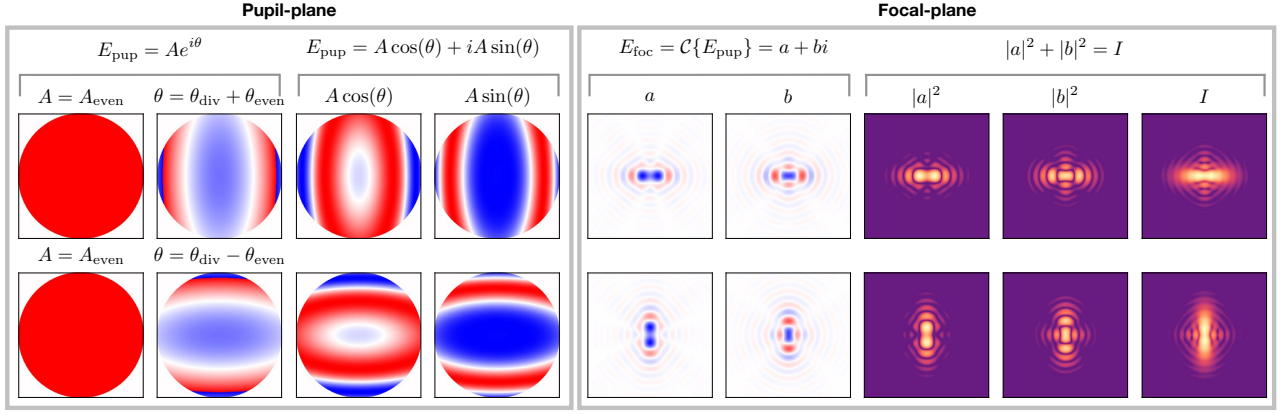 Pupil-plane
Focal-plane
E_pup = Ae^{iθ}
E_pup = A cos(θ) + iA sin(θ)
E_foc = 𝒞{E_pup} = a + bi
|a|² + |b|² = I
A = A_even
θ = θ_div + θ_even
A cos(θ)
A sin(θ)
a
b
|a|²
|b|²
I
A = A_even
θ = θ_div − θ_even